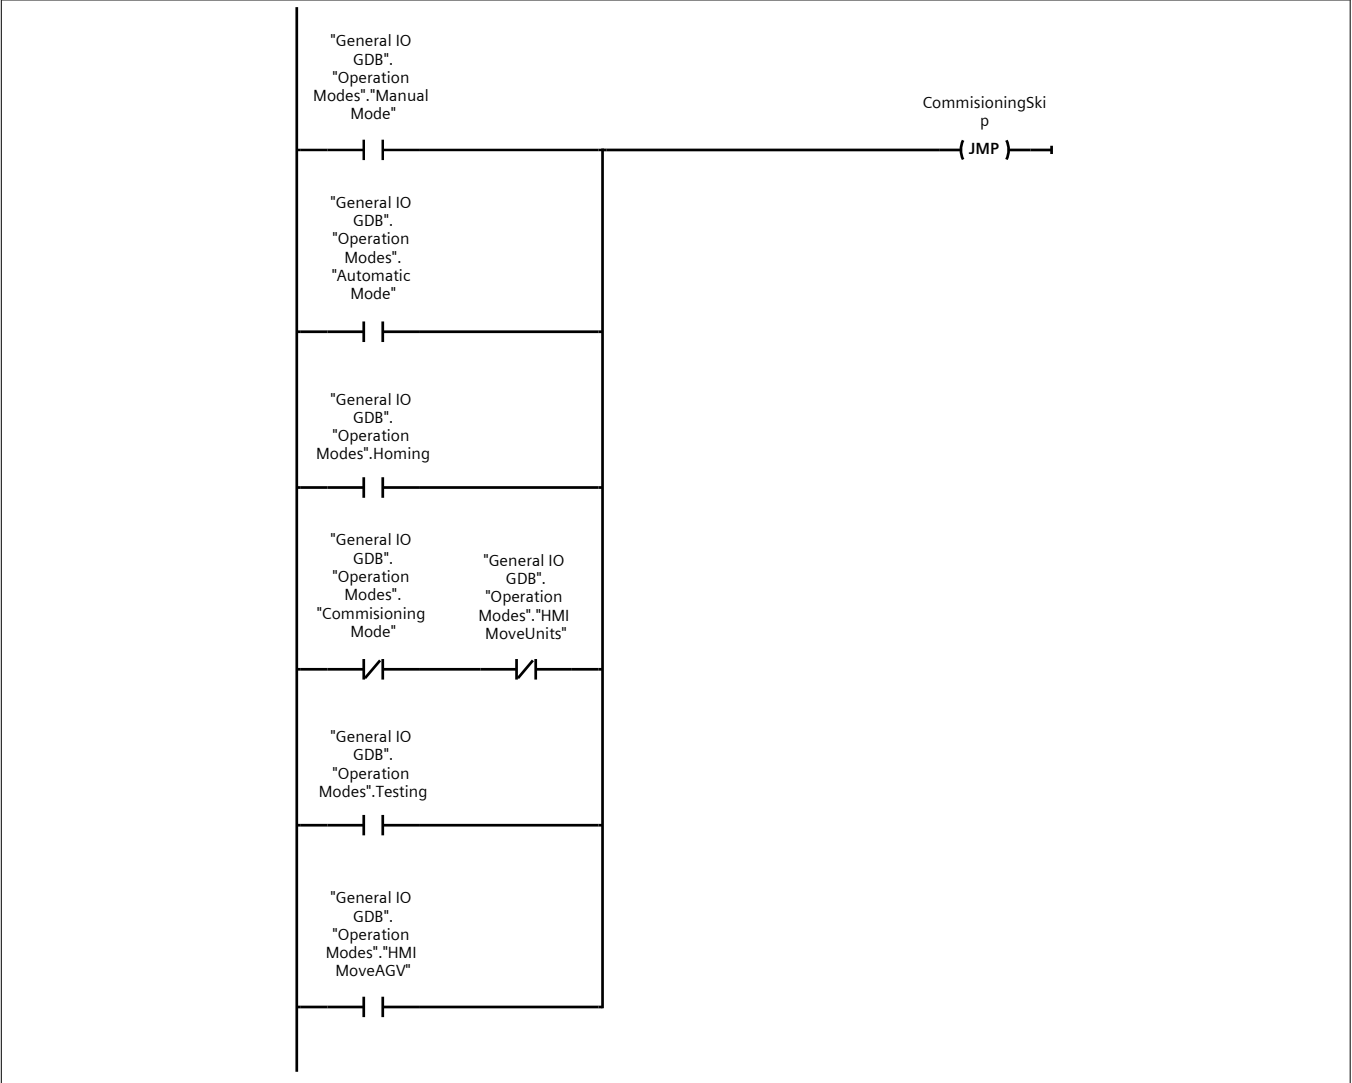 "General IO
GDB".
"Operation
Modes"."Manual
Mode"
CommisioningSki
p
JMP
"General IO
GDB".
"Operation
Modes".
"Automatic
Mode"
"General IO
GDB".
"Operation
Modes".Homing
"General IO
GDB".
"Operation
Modes".
"Commisioning
Mode"
"General IO
GDB".
"Operation
Modes"."HMI
MoveUnits"
"General IO
GDB".
"Operation
Modes".Testing
"General IO
GDB".
"Operation
Modes"."HMI
MoveAGV"